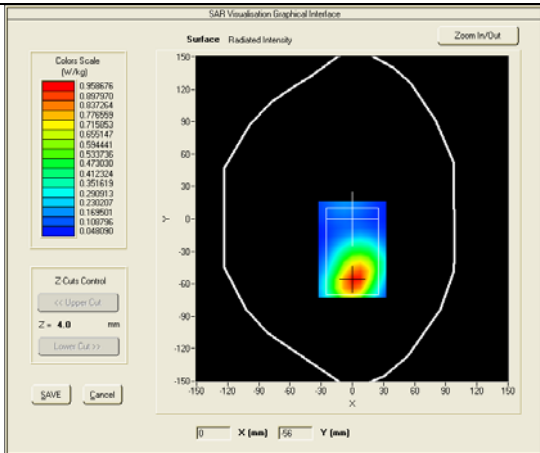 SAR Visualisation Graphical Interface
Surface Radiated Intensity
Zoom In/Out
Colors Scale
(W/kg)
0.958676
0.897970
0.837264
0.776559
0.715853
0.655147
0.594441
0.533736
0.473030
0.412324
0.351619
0.290913
0.230207
0.169501
0.108796
0.048090
Z-Cuts Control
<< Upper Cut
Z = 4.0 mm
Lower Cut >>
SAVE Cancel
Y
150-
120-
90-
60-
30-
0-
-30-
-60-
-90-
-120-
-150-
-150 -120 -90 -60 -30 0 30 60 90 120 150
X
0 X (mm) -56 Y (mm)